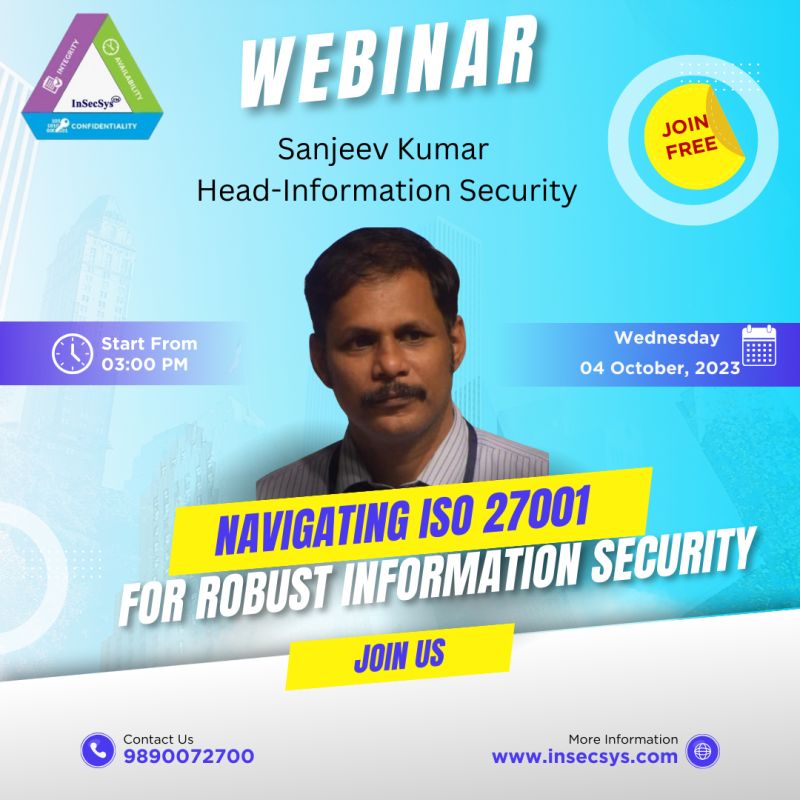 INTEGRITY
AVAILABILITY
InSecSys
CONFIDENTIALITY
WEBINAR
JOIN
FREE
Sanjeev Kumar
Head-Information Security
Start From
03:00 PM
Wednesday
04 October, 2023
NAVIGATING ISO 27001
FOR ROBUST INFORMATION SECURITY
JOIN US
Contact Us
9890072700
More Information
www.insecsys.com